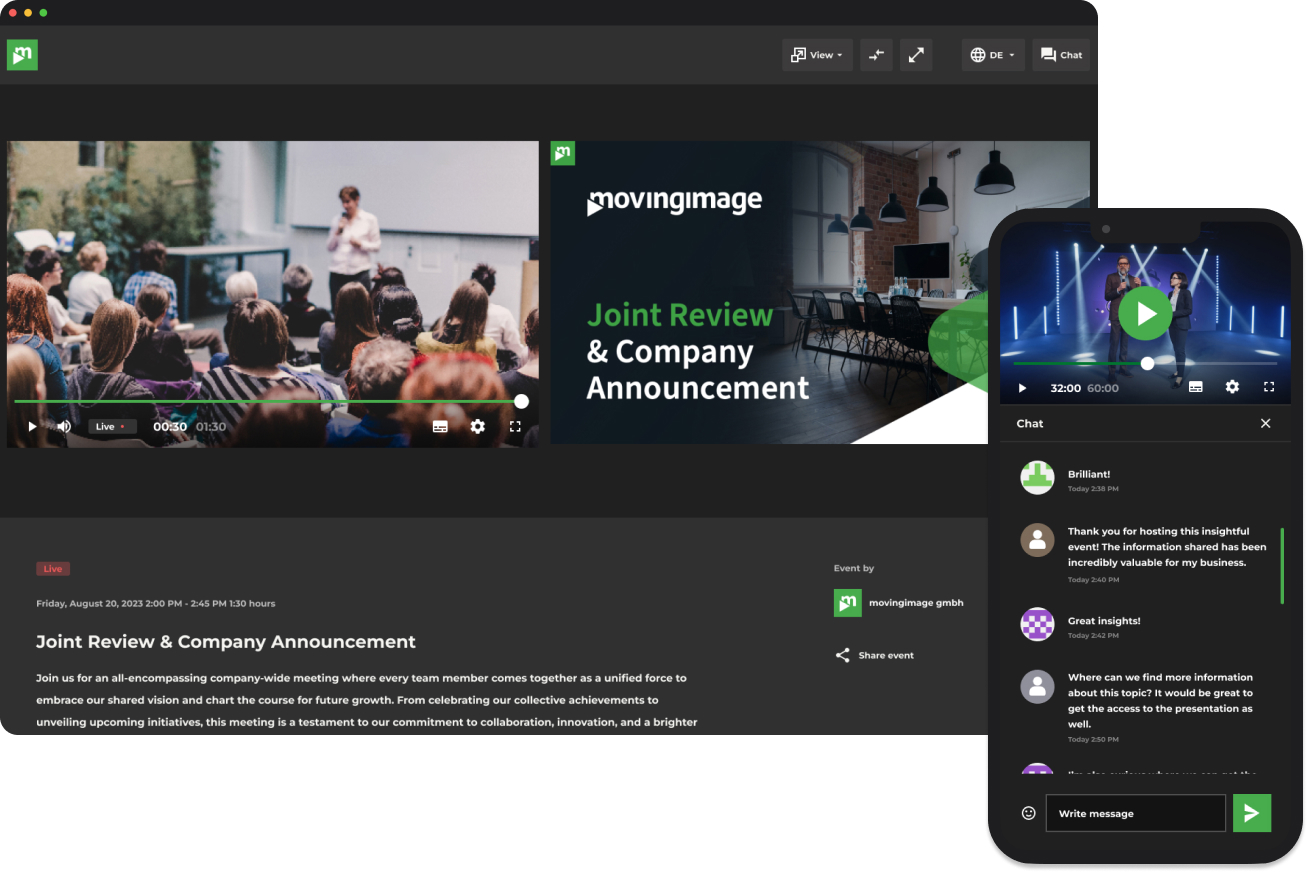 View
DE
Chat
movingimage
Joint Review
& Company
Announcement
Live
00:30 01:30
Live
Friday, August 20, 2023 2:00 PM - 2:45 PM 1:30 hours
Joint Review & Company Announcement
Join us for an all-encompassing company-wide meeting where every team member comes together as a unified force to
embrace our shared vision and chart the course for future growth. From celebrating our collective achievements to
unveiling upcoming initiatives, this meeting is a testament to our commitment to collaboration, innovation, and a brighter
Event by
movingimage gmbh
Share event
32:00 60:00
Chat
Brilliant!
Today 2:38 PM
Thank you for hosting this insightful
event! The information shared has been
incredibly valuable for my business.
Today 2:40 PM
Great insights!
Today 2:42 PM
Where can we find more information
about this topic? It would be great to
get the access to the presentation as
well.
Today 2:50 PM
Write message